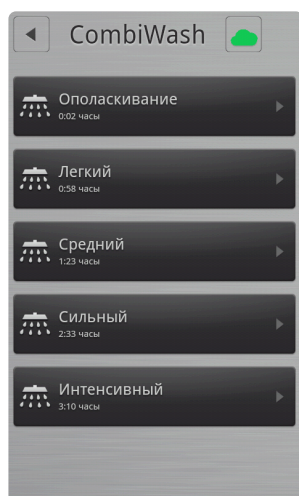 CombiWash
Ополаскивание
0:02 часы
Легкий
0:58 часы
Средний
1:23 часы
Сильный
2:33 часы
Интенсивный
3:10 часы